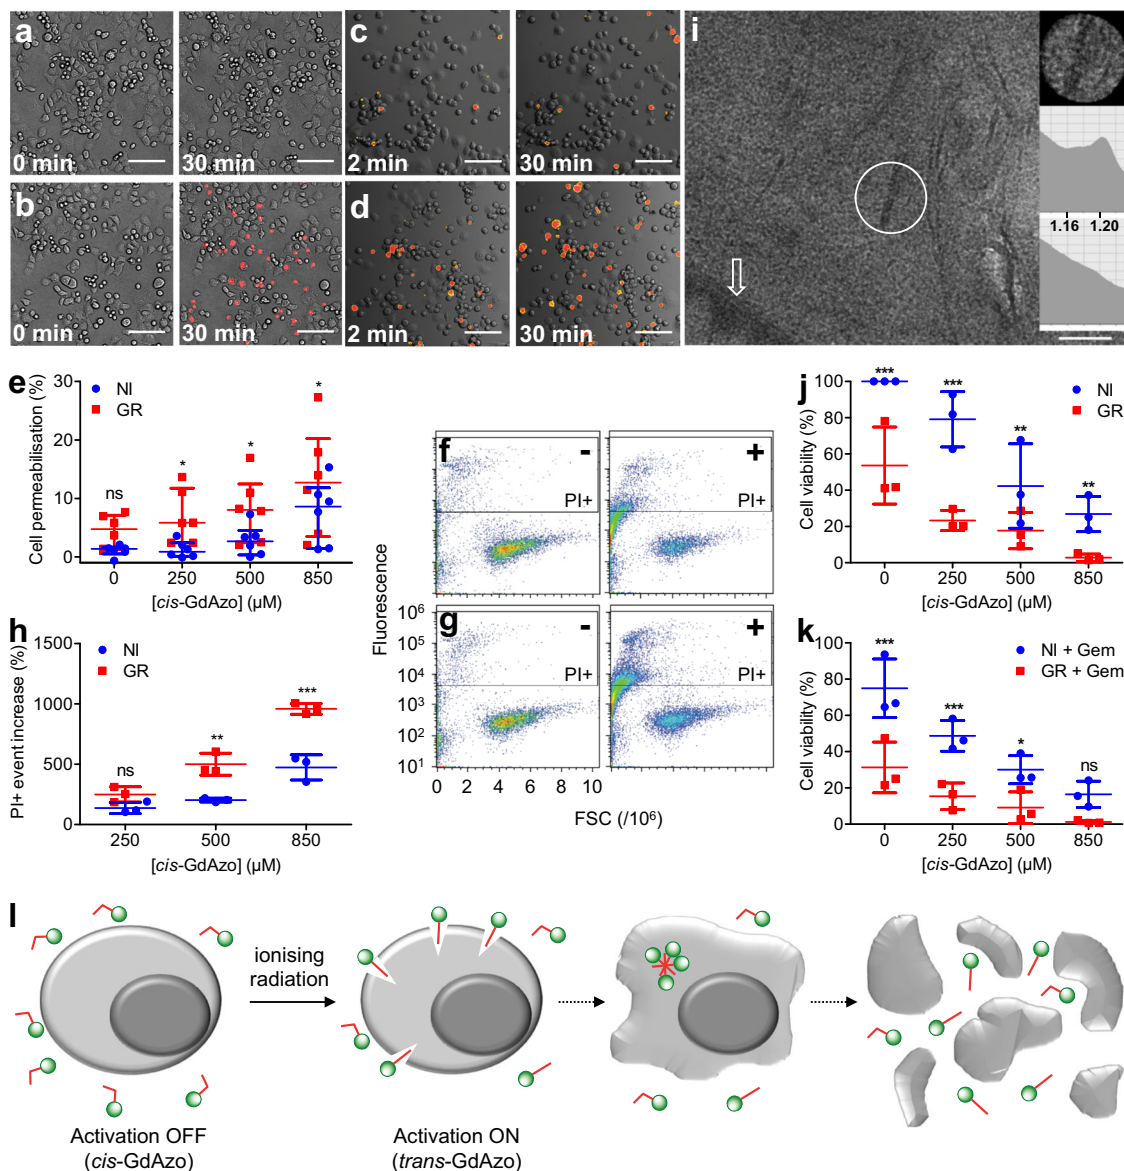 a
0 min
30 min
b
0 min
30 min
c
2 min
30 min
d
2 min
30 min
i
1.16 1.20
e
Cell permeabilisation (%)
30
20
10
0
NI
GR
ns
*
*
*
0 250 500 850
[cis-GdAzo] (µM)
f
-
PI+
+
PI+
g
-
PI+
+
PI+
Fluorescence
10⁶
10⁵
10⁴
10³
10²
10¹
0 2 4 6 8 10
FSC (/10⁶)
h
PI+ event increase (%)
1500
1000
500
0
NI
GR
ns
**
***
250 500 850
[cis-GdAzo] (µM)
j
Cell viability (%)
100
80
60
40
20
0
NI
GR
***
***
**
**
0 250 500 850
[cis-GdAzo] (µM)
k
Cell viability (%)
100
80
60
40
20
0
NI + Gem
GR + Gem
***
***
*
ns
0 250 500 850
[cis-GdAzo] (µM)
l
ionising
radiation
Activation OFF
(cis-GdAzo)
Activation ON
(trans-GdAzo)